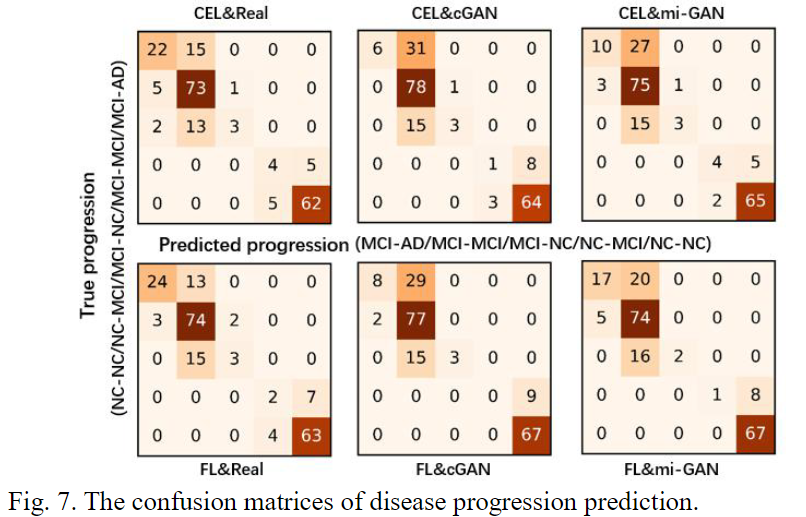 CEL&Real CEL&cGAN CEL&mi-GAN
22 15 0 0 0 6 31 0 0 0 10 27 0 0 0
5 73 1 0 0 0 78 1 0 0 3 75 1 0 0
2 13 3 0 0 0 15 3 0 0 0 15 3 0 0
0 0 0 4 5 0 0 0 1 8 0 0 0 4 5
0 0 0 5 62 0 0 0 3 64 0 0 0 2 65
True progression
(NC-NC/NC-MCI/MCI-NC/MCI-MCI/MCI-AD)
Predicted progression (MCI-AD/MCI-MCI/MCI-NC/NC-MCI/NC-NC)
24 13 0 0 0 8 29 0 0 0 17 20 0 0 0
3 74 2 0 0 2 77 0 0 0 5 74 0 0 0
0 15 3 0 0 0 15 3 0 0 0 16 2 0 0
0 0 0 2 7 0 0 0 0 9 0 0 0 1 8
0 0 0 4 63 0 0 0 0 67 0 0 0 0 67
FL&Real FL&cGAN FL&mi-GAN
Fig. 7. The confusion matrices of disease progression prediction.